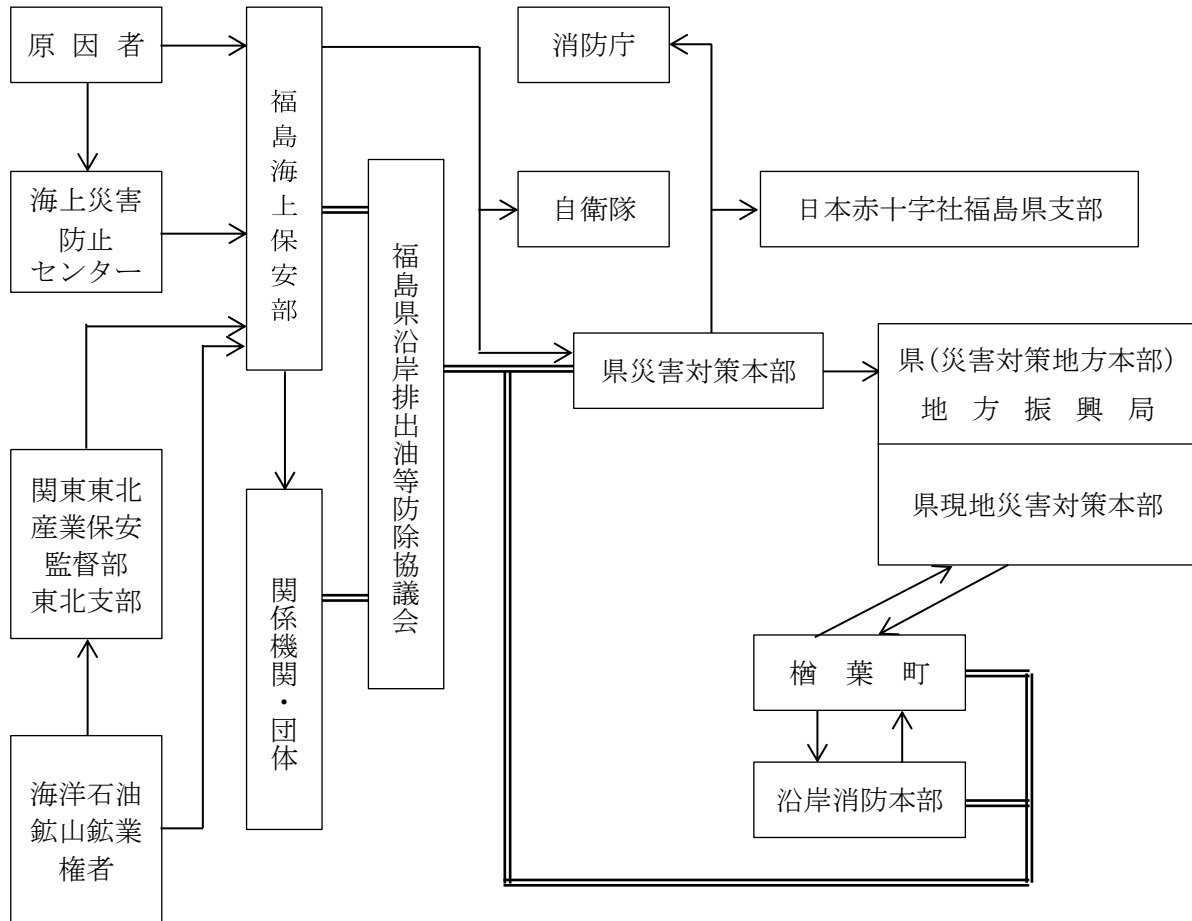 原因者
海上災害
防止
センター
関東東北
産業保安
監督部
東北支部
海洋石油
鉱山鉱業
権者
福島海上保安部
関係機関・団体
福島県沿岸排出油等防除協議会
消防庁
自衛隊
日本赤十字社福島県支部
県災害対策本部
県(災害対策地方本部)
地方振興局
県現地災害対策本部
楢葉町
沿岸消防本部